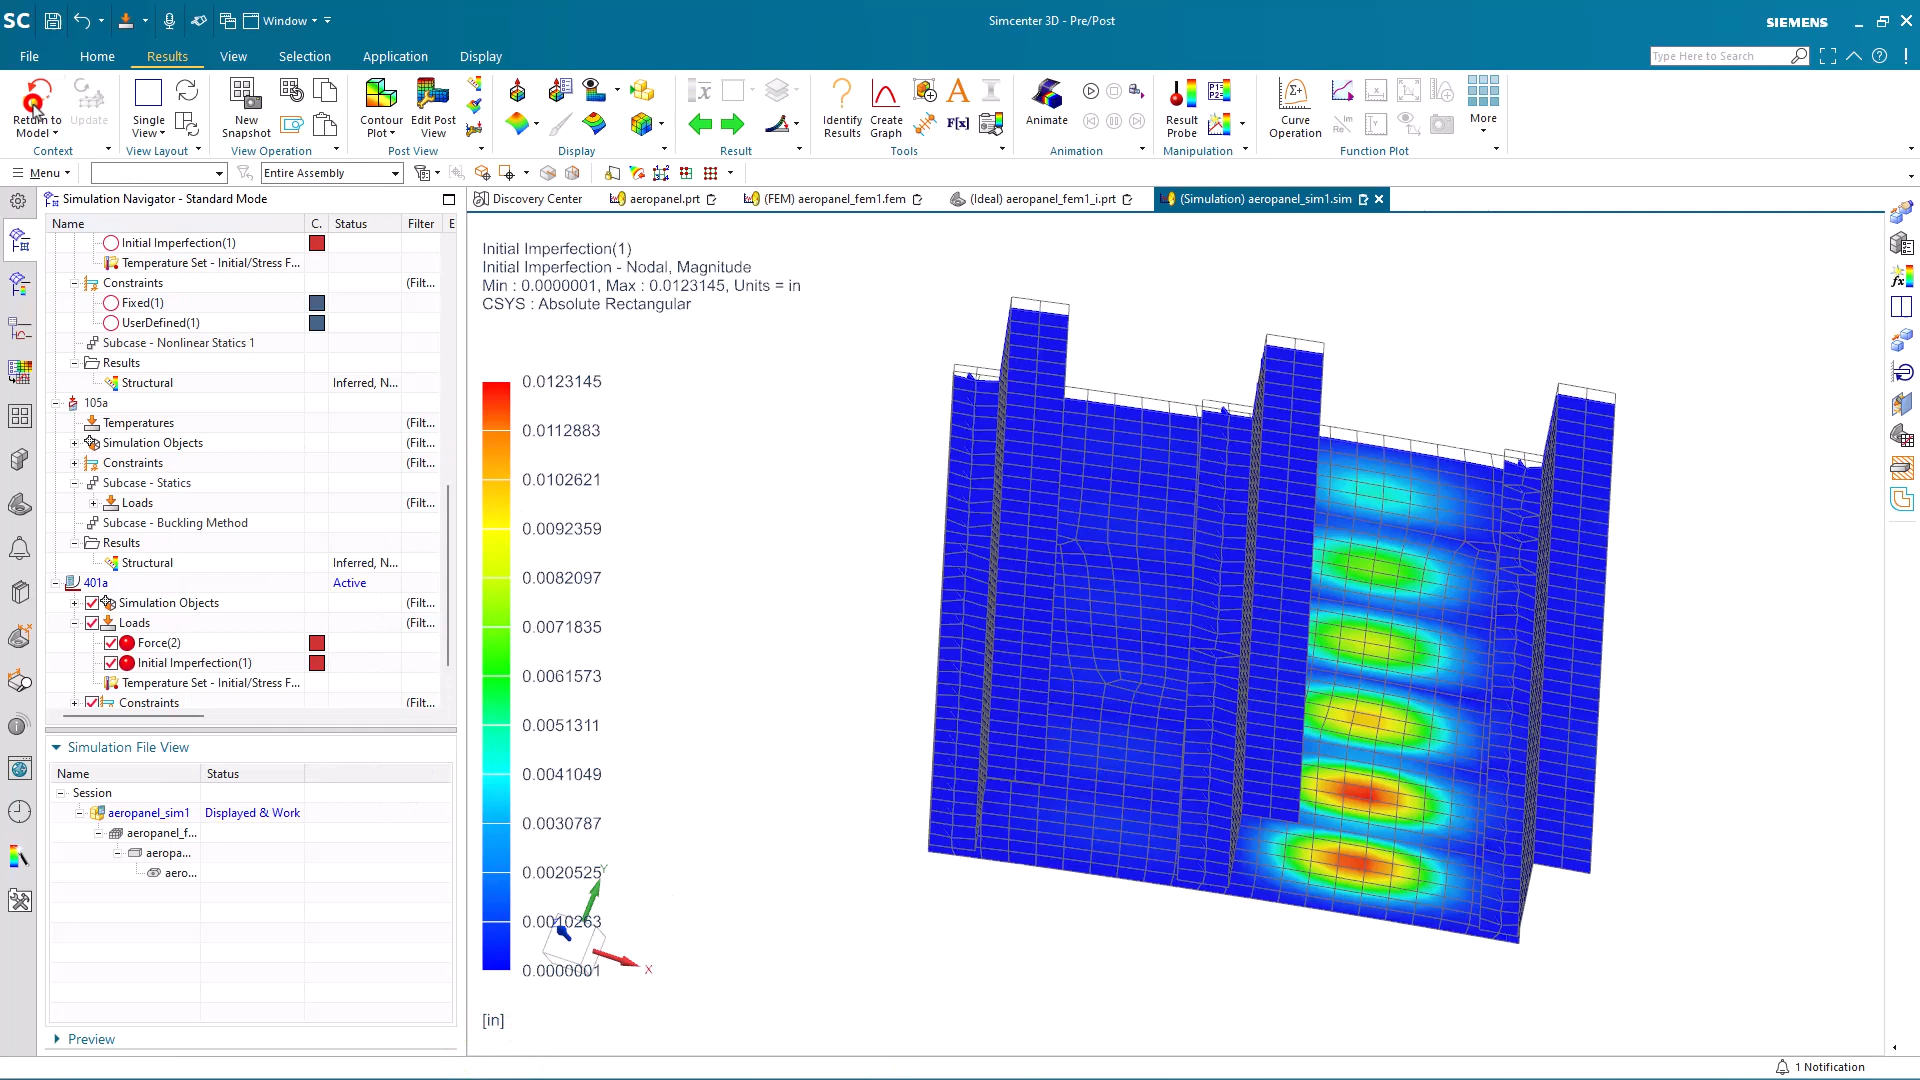 SC
Window
Simcenter 3D - Pre/Post
SIEMENS
File
Home
Results
View
Selection
Application
Display
Type Here to Search
Return to Model
Update
Single View
New Snapshot
Contour Plot
Edit Post View
Identify Results
Create Graph
F[x]
Animate
Result Probe
Curve Operation
More
Context
View Layout
View Operation
Post View
Display
Result
Tools
Animation
Manipulation
Function Plot
Menu
Entire Assembly
Simulation Navigator - Standard Mode
Discovery Center
aeropanel.prt
(FEM) aeropanel_fem1.fem
(Ideal) aeropanel_fem1_i.prt
(Simulation) aeropanel_sim1.sim
Name
C.
Status
Filter
E
Initial Imperfection(1)
Temperature Set - Initial/Stress F...
Constraints
(Filt...
Fixed(1)
UserDefined(1)
Subcase - Nonlinear Statics 1
Results
Structural
Inferred, N...
105a
Temperatures
Simulation Objects
(Filt...
Constraints
(Filt...
Subcase - Statics
Loads
(Filt...
Subcase - Buckling Method
Results
Structural
Inferred, N...
401a
Active
Simulation Objects
(Filt...
Loads
(Filt...
Force(2)
Initial Imperfection(1)
Temperature Set - Initial/Stress F...
Constraints
(Filt...
Simulation File View
Name
Status
Session
aeropanel_sim1
Displayed & Work
aeropanel_f...
aeropa...
aero...
Preview
Initial Imperfection(1)
Initial Imperfection - Nodal, Magnitude
Min : 0.0000001, Max : 0.0123145, Units = in
CSYS : Absolute Rectangular
0.0123145
0.0112883
0.0102621
0.0092359
0.0082097
0.0071835
0.0061573
0.0051311
0.0041049
0.0030787
0.0020525
0.0010263
0.0000001
Y
X
[in]
1 Notification